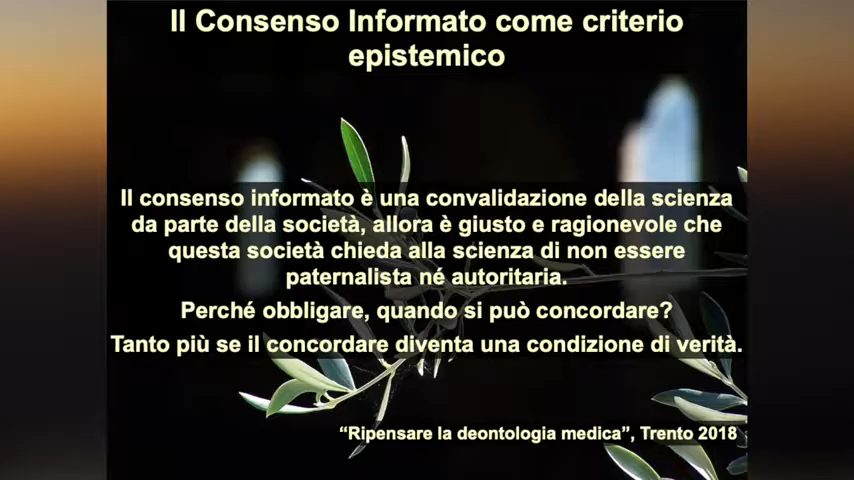 Il Consenso Informato come criterio
epistemico
Il consenso informato è una convalidazione della scienza
da parte della società, allora è giusto e ragionevole che
questa società chieda alla scienza di non essere
paternalista né autoritaria.
Perché obbligare, quando si può concordare?
Tanto più se il concordare diventa una condizione di verità.
“Ripensare la deontologia medica”, Trento 2018